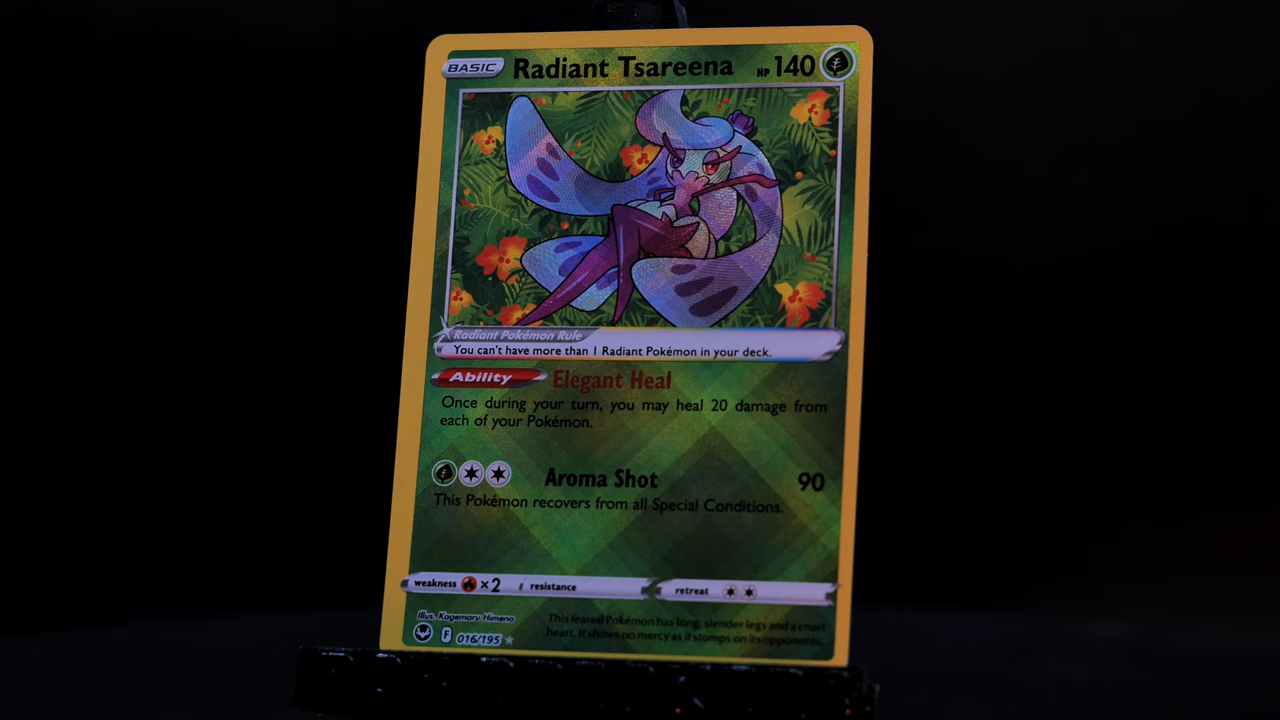 BASIC Radiant Tsareena HP 140
Radiant Pokémon Rule
You can't have more than 1 Radiant Pokémon in your deck.
Ability Elegant Heal
Once during your turn, you may heal 20 damage from
each of your Pokémon.
Aroma Shot 90
This Pokémon recovers from all Special Conditions.
weakness ×2 resistance retreat
Illus. Kagemaru Himeno
F 016/195
This feared Pokémon has long, slender legs and a cruel
heart. It shows no mercy as it stomps on its opponents.